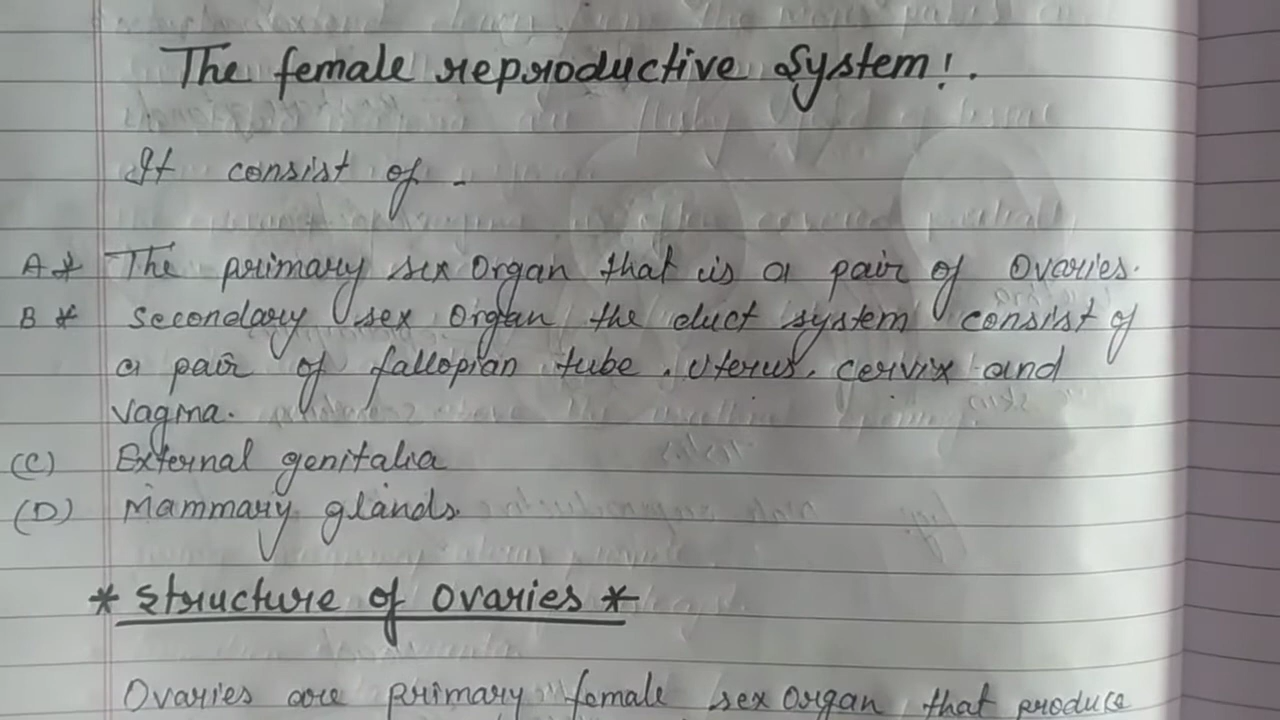 The female reproductive System!.
It consist of -
A* The primary sex Organ that is a pair of Ovaries.
B * Secondary sex Organ the duct system consist of
a pair of fallopian tube, Uterus, cervix and
vagina.
(C) External genitalia
(D) Mammary glands.
* Structure of Ovaries *
Ovaries are primary female sex Organ that produce